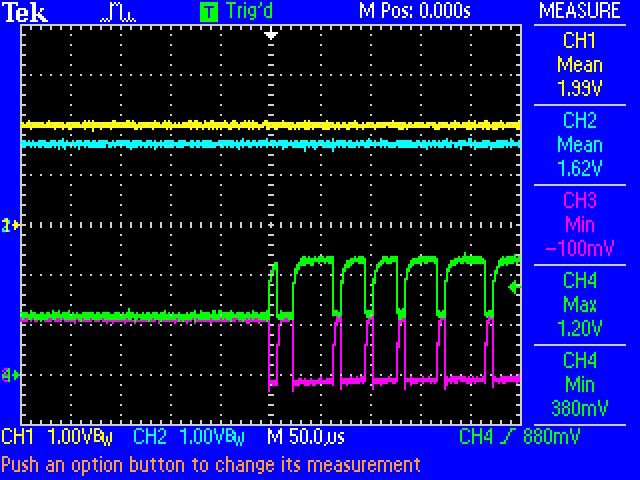 Tek T Trig'd M Pos: 0.000s MEASURE
CH1
Mean
1.99V
CH2
Mean
1.62V
CH3
Min
-100mV
CH4
Max
1.20V
CH4
Min
380mV
CH1 1.00VBw CH2 1.00VBw M 50.0µs CH4 / 880mV
Push an option button to change its measurement